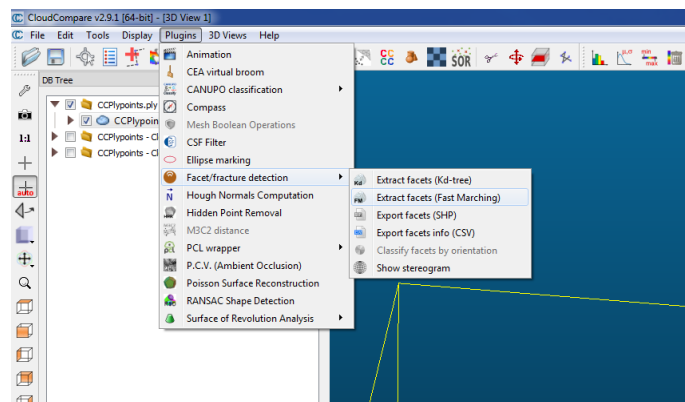 CloudCompare v2.9.1 [64-bit] - [3D View 1]
File Edit Tools Display Plugins 3D Views Help
SOR
DB Tree
CCPlypoints.ply
CCPlypoin
CCPlypoints - Cl
CCPlypoints - Cl
1:1
auto
Animation
CEA virtual broom
CANUPO classification
Compass
Mesh Boolean Operations
CSF Filter
Ellipse marking
Facet/fracture detection
Hough Normals Computation
Hidden Point Removal
M3C2 distance
PCL wrapper
P.C.V. (Ambient Occlusion)
Poisson Surface Reconstruction
RANSAC Shape Detection
Surface of Revolution Analysis
Kd Extract facets (Kd-tree)
FM Extract facets (Fast Marching)
Export facets (SHP)
Export facets info (CSV)
Classify facets by orientation
Show stereogram